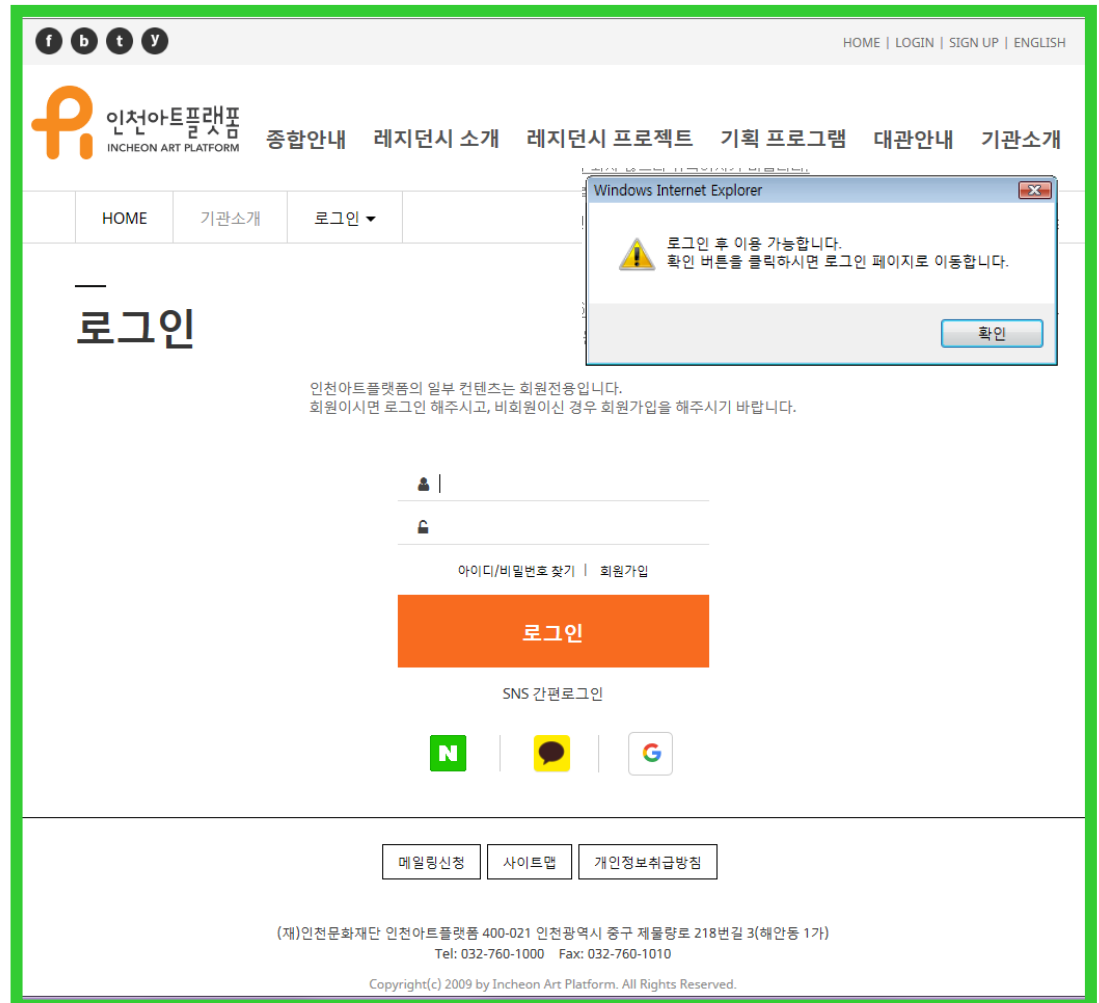 f b t y
HOME | LOGIN | SIGN UP | ENGLISH
인천아트플랫폼
INCHEON ART PLATFORM
종합안내 레지던시 소개 레지던시 프로젝트 기획 프로그램 대관안내 기관소개
Windows Internet Explorer
HOME 기관소개 로그인
로그인 후 이용 가능합니다.
확인 버튼을 클릭하시면 로그인 페이지로 이동합니다.
확인
로그인
인천아트플랫폼의 일부 컨텐츠는 회원전용입니다.
회원이시면 로그인 해주시고, 비회원이신 경우 회원가입을 해주시기 바랍니다.
아이디/비밀번호 찾기 | 회원가입
로그인
SNS 간편로그인
N G
메일링신청 사이트맵 개인정보취급방침
(재)인천문화재단 인천아트플랫폼 400-021 인천광역시 중구 제물량로 218번길 3(해안동 1가)
Tel: 032-760-1000 Fax: 032-760-1010
Copyright(c) 2009 by Incheon Art Platform. All Rights Reserved.